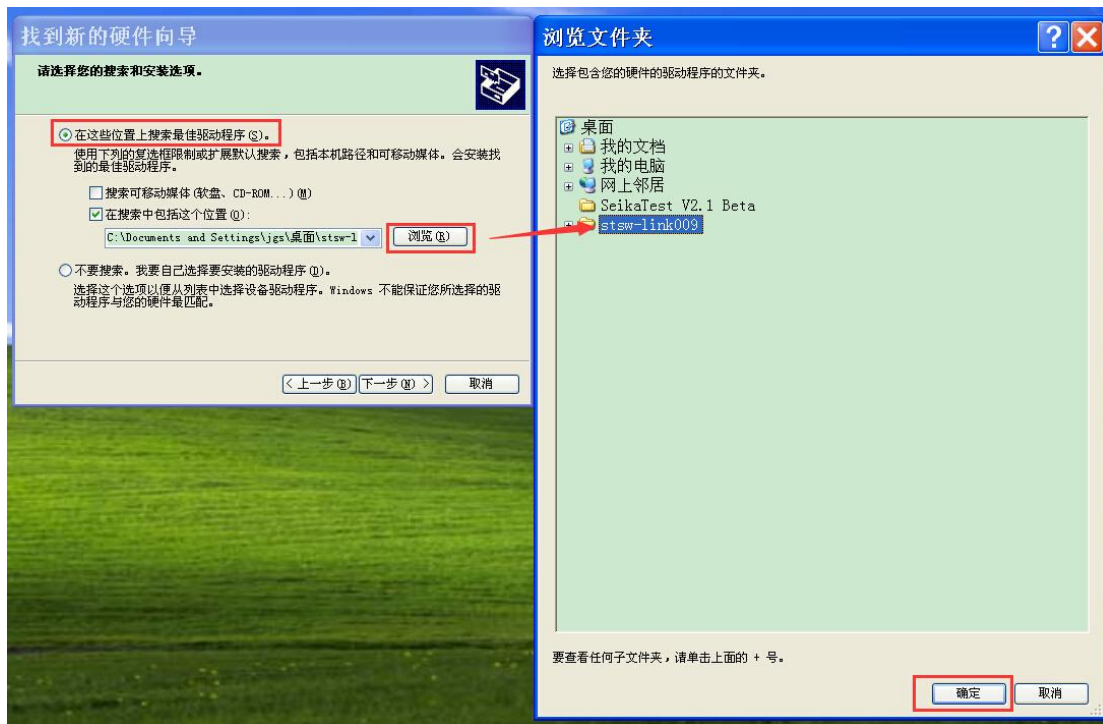 找到新的硬件向导
请选择您的搜索和安装选项。
在这些位置上搜索最佳驱动程序(S)。
使用下列的复选框限制或扩展默认搜索，包括本机路径和可移动媒体。会安装找
到的最佳驱动程序。
搜索可移动媒体(软盘、CD-ROM...)(M)
在搜索中包括这个位置(O):
C:\Documents and Settings\jgs\桌面\stsw-l
浏览(R)
不要搜索。我要自己选择要安装的驱动程序(D)。
选择这个选项以便从列表中选择设备驱动程序。Windows 不能保证您所选择的驱
动程序与您的硬件最匹配。
< 上一步(B) 下一步(N) > 取消
浏览文件夹
选择包含您的硬件的驱动程序的文件夹。
桌面
我的文档
我的电脑
网上邻居
SeikaTest V2.1 Beta
stsw-link009
要查看任何子文件夹，请单击上面的 + 号。
确定 取消